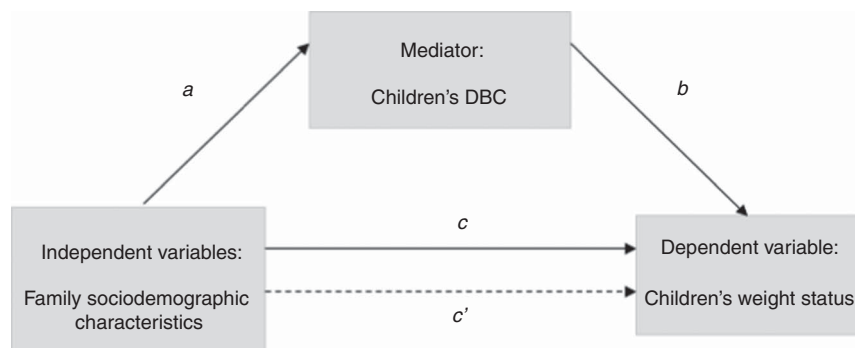 Mediator:
Children's DBC
a
b
Independent variables:
Family sociodemographic
characteristics
c
c'
Dependent variable:
Children's weight status